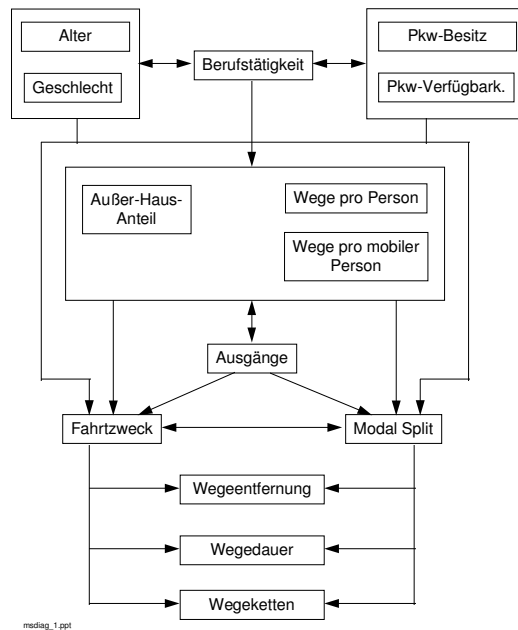 Alter
Geschlecht
Berufstätigkeit
Pkw-Besitz
Pkw-Verfügbark.
Außer-Haus-
Anteil
Wege pro Person
Wege pro mobiler
Person
Ausgänge
Fahrtzweck
Modal Split
Wegeentfernung
Wegedauer
Wegeketten
msdiag_1.ppt